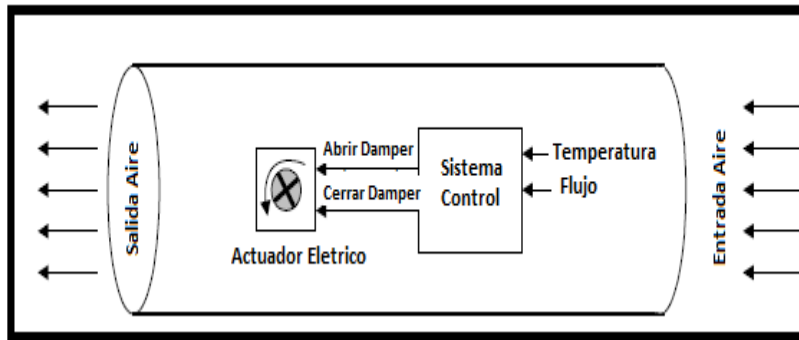 Salida Aire
Abrir Damper
Cerrar Damper
Actuador Eletrico
Sistema
Control
Temperatura
Flujo
Entrada Aire